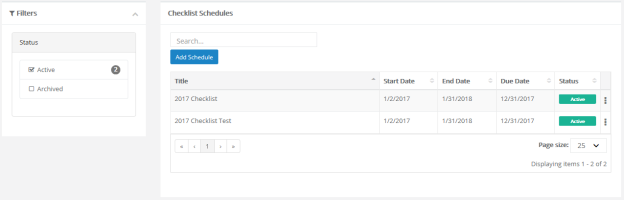 Filters
Status
Active 2
Archived
Checklist Schedules
Search...
Add Schedule
Title Start Date End Date Due Date Status
2017 Checklist 1/2/2017 1/31/2018 12/31/2017 Active
2017 Checklist Test 1/2/2017 1/31/2018 12/31/2017 Active
« ‹ 1 › » Page size: 25
Displaying items 1 - 2 of 2